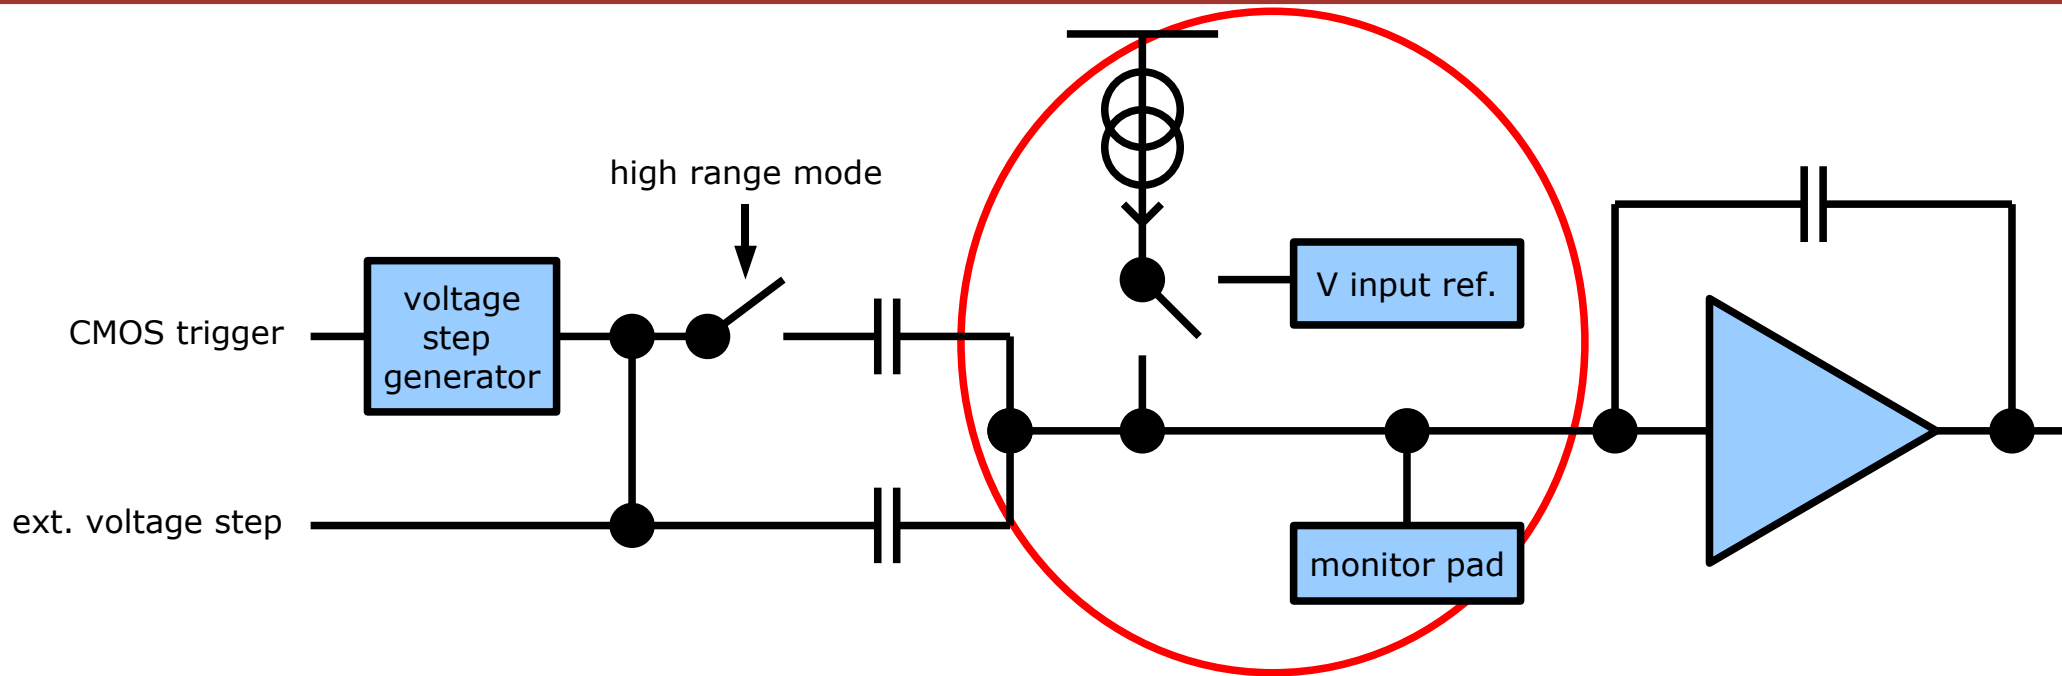 high range mode
V input ref.
CMOS trigger
voltage
step
generator
ext. voltage step
monitor pad